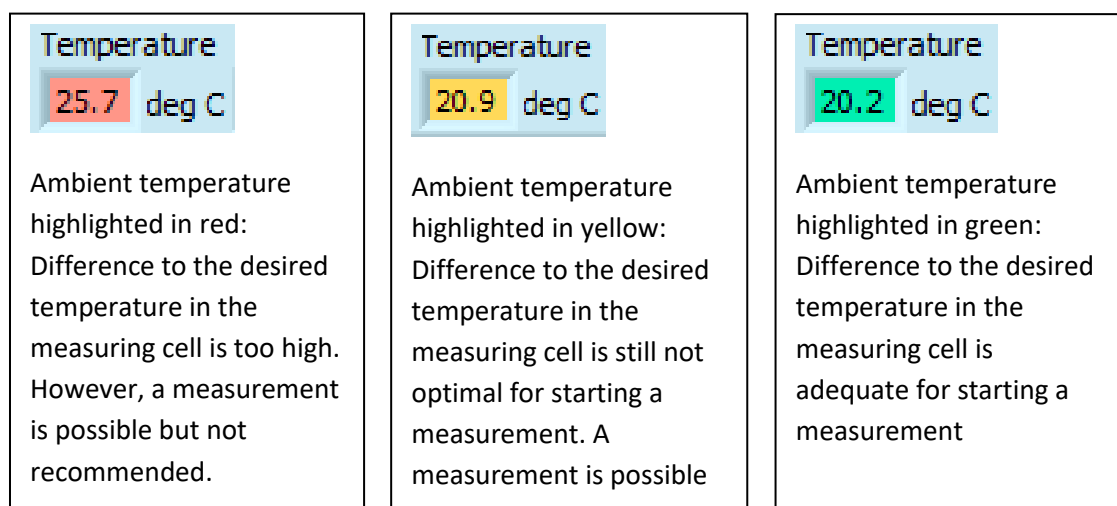 Temperature
25.7 deg C
Ambient temperature
highlighted in red:
Difference to the desired
temperature in the
measuring cell is too high.
However, a measurement
is possible but not
recommended.
Temperature
20.9 deg C
Ambient temperature
highlighted in yellow:
Difference to the desired
temperature in the
measuring cell is still not
optimal for starting a
measurement. A
measurement is possible
Temperature
20.2 deg C
Ambient temperature
highlighted in green:
Difference to the desired
temperature in the
measuring cell is
adequate for starting a
measurement